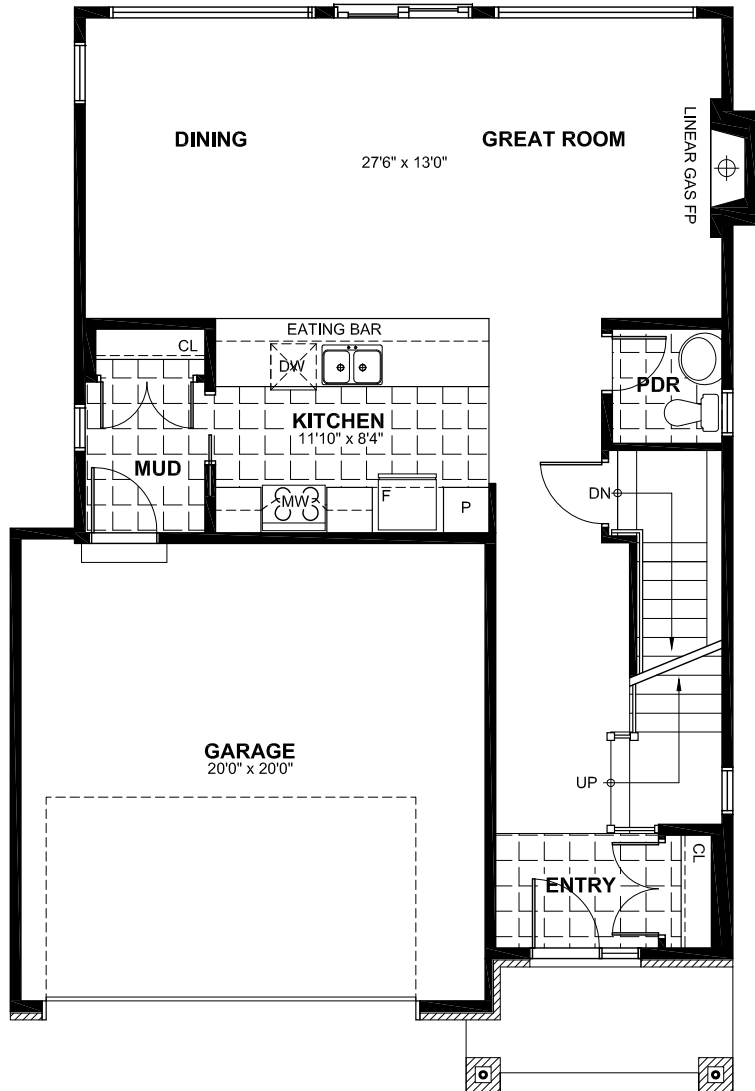 DINING
GREAT ROOM
27'6" x 13'0"
LINEAR GAS FP
EATING BAR
CL
DW
PDR
KITCHEN
11'10" x 8'4"
MUD
MW
F
P
DN
GARAGE
20'0" x 20'0"
UP
CL
ENTRY